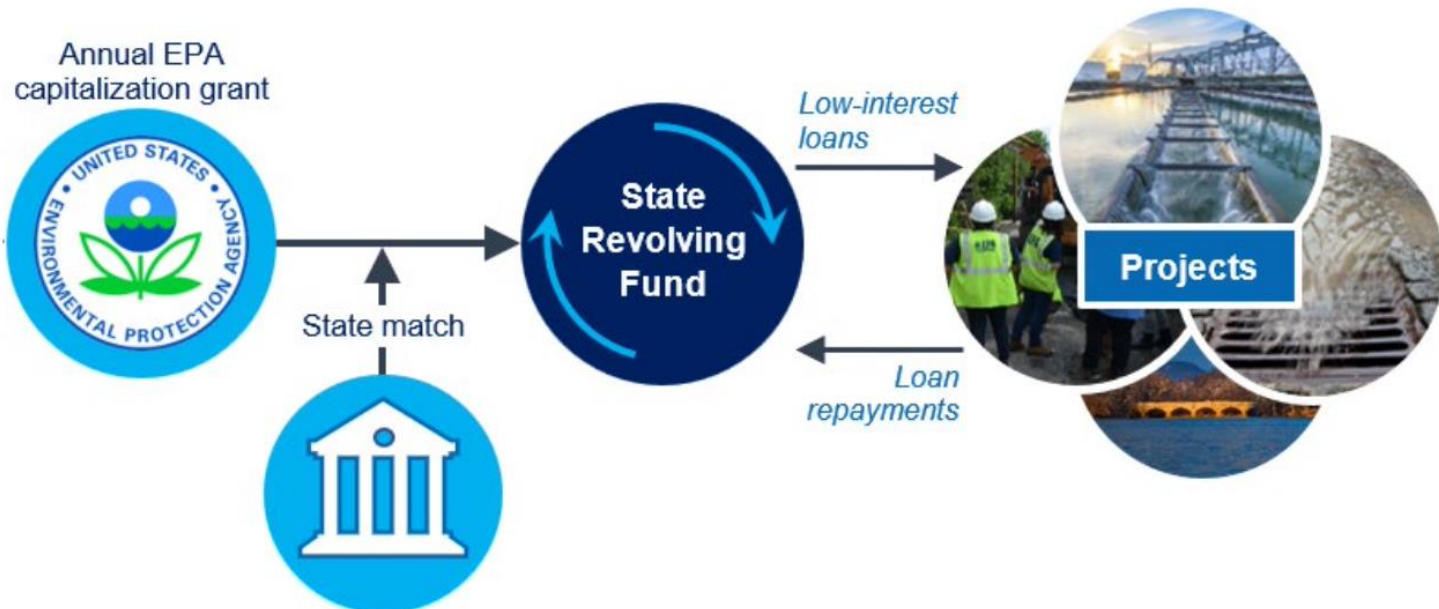 Annual EPA
capitalization grant
UNITED STATES
ENVIRONMENTAL PROTECTION AGENCY
State match
State
Revolving
Fund
Low-interest
loans
Loan
repayments
Projects